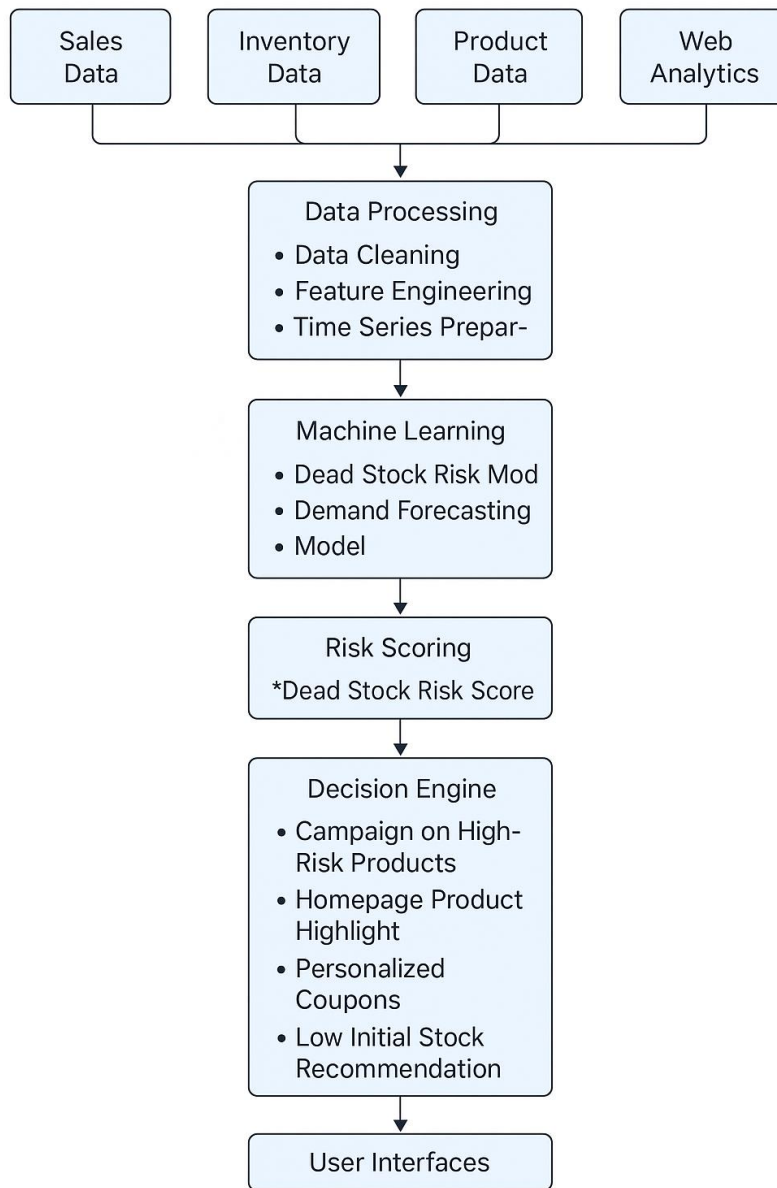 Sales
Data
Inventory
Data
Product
Data
Web
Analytics
Data Processing
• Data Cleaning
• Feature Engineering
• Time Series Prepar-
Machine Learning
• Dead Stock Risk Mod
• Demand Forecasting
• Model
Risk Scoring
*Dead Stock Risk Score
Decision Engine
• Campaign on High-
Risk Products
• Homepage Product
Highlight
• Personalized
Coupons
• Low Initial Stock
Recommendation
User Interfaces